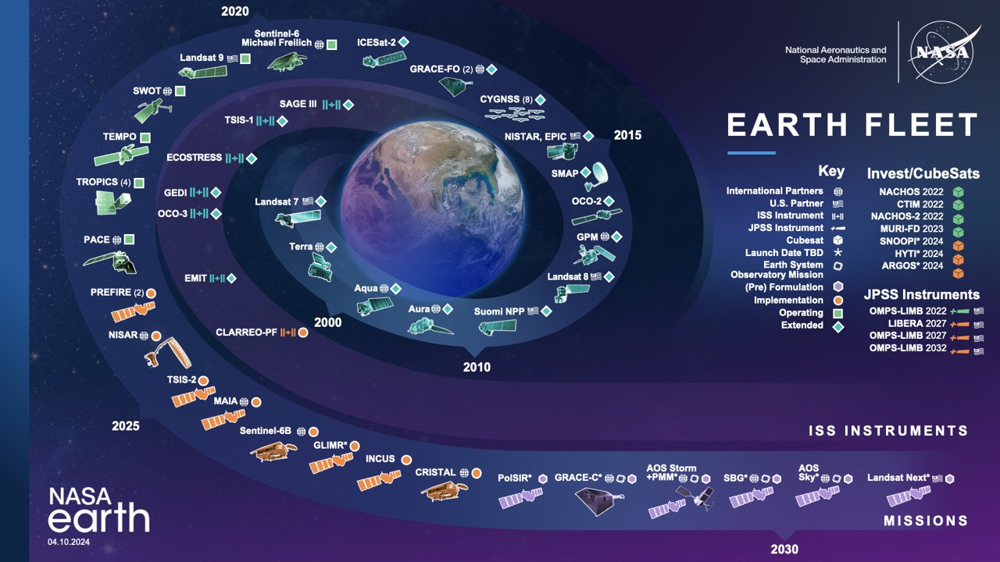 2020
Sentinel-6
Michael Freilich
ICESat-2
Landsat 9
GRACE-FO (2)
SWOT
CYGNSS (8)
SAGE III
TSIS-1
TEMPO
NISTAR, EPIC
2015
ECOSTRESS
SMAP
TROPICS (4)
GEDI
Landsat 7
OCO-2
OCO-3
PACE
GPM
Terra
EMIT
Landsat 8
PREFIRE (2)
Aqua
Aura
Suomi NPP
2000
NISAR
CLARREO-PF
2010
TSIS-2
MAIA
2025
Sentinel-6B
GLIMR*
INCUS
CRISTAL
PolSIR*
GRACE-C*
AOS Storm
+PMM*
SBG*
AOS
Sky*
Landsat Next*
2030
National Aeronautics and
Space Administration
NASA
EARTH FLEET
Key
International Partners
U.S. Partner
ISS Instrument
JPSS Instrument
Cubesat
Launch Date TBD
Earth System
Observatory Mission
(Pre) Formulation
Implementation
Operating
Extended
Invest/CubeSats
NACHOS 2022
CTIM 2022
NACHOS-2 2022
MURI-FD 2023
SNOOPI* 2024
HYTI* 2024
ARGOS* 2024
JPSS Instruments
OMPS-LIMB 2022
LIBERA 2027
OMPS-LIMB 2027
OMPS-LIMB 2032
ISS INSTRUMENTS
MISSIONS
NASA
earth
04.10.2024